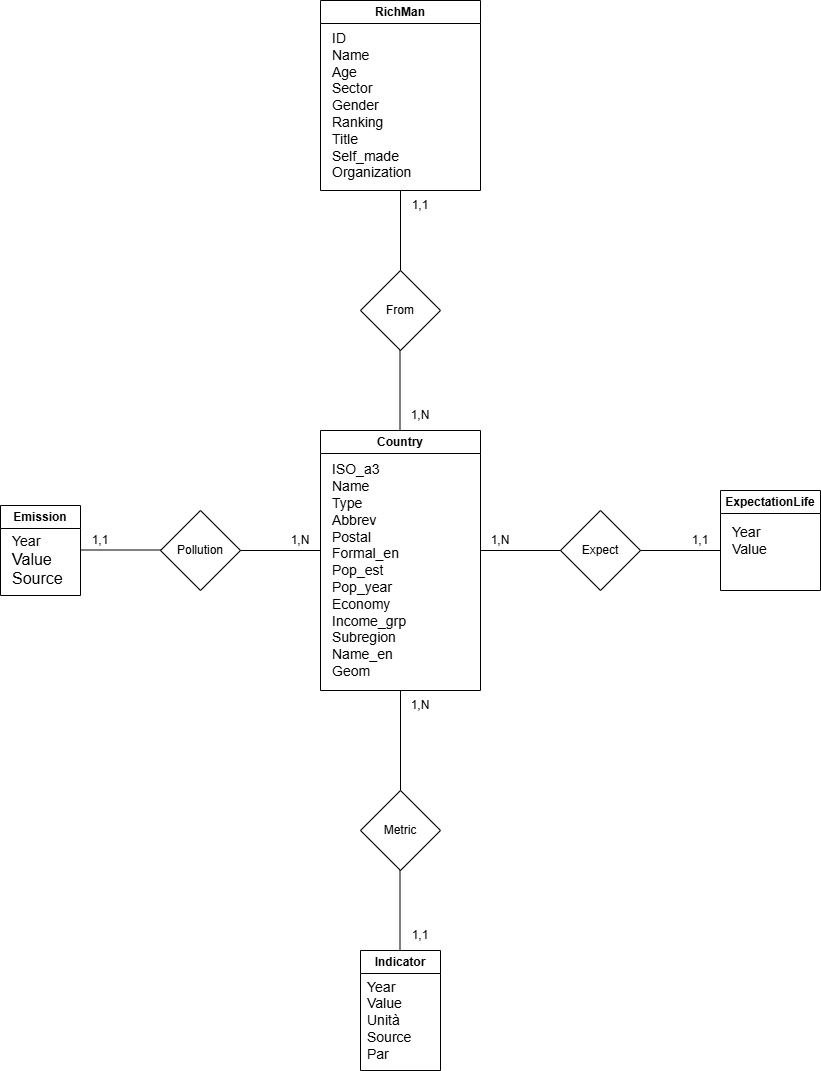 RichMan
ID
Name
Age
Sector
Gender
Ranking
Title
Self_made
Organization
1,1
From
1,N
Country
ISO_a3
Name
Type
Abbrev
Postal
Formal_en
Pop_est
Pop_year
Economy
Income_grp
Subregion
Name_en
Geom
Emission
Year
Value
Source
1,1
Pollution
1,N
1,N
Expect
1,1
ExpectationLife
Year
Value
1,N
Metric
1,1
Indicator
Year
Value
Unità
Source
Par